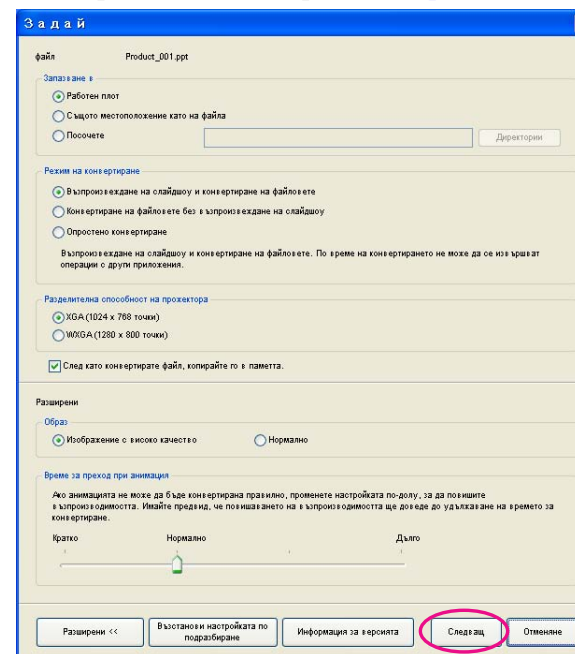 Задай
файл Product_001.ppt
Запазване в
Работен плот
Същото местоположение като на файла
Посочете Директории
Режим на конвертиране
Възпроизвеждане на слайдшоу и конвертиране на файловете
Конвертиране на файловете без възпроизвеждане на слайдшоу
Опростено конвертиране
Възпроизвеждане на слайдшоу и конвертиране на файловете. По време на конвертирането не може да се извършват
операции с други приложения.
Разделителна способност на прожектора
XGA (1024 x 768 точки)
WXGA (1280 x 800 точки)
След като конвертирате файл, копирайте го в паметта.
Разширени
Образ
Изображение с високо качество Нормално
Време за преход при анимация
Ако анимацията не може да бъде конвертирана правилно, променете настройката по-долу, за да повишите
възпроизводимостта. Имайте предвид, че повишаването на възпроизводимостта ще доведе до удължаване на времето за
конвертиране.
Кратко Нормално Дълго
Разширени << Възстанови настройката по Информация за версията Следващ Отменяне
подразбиране